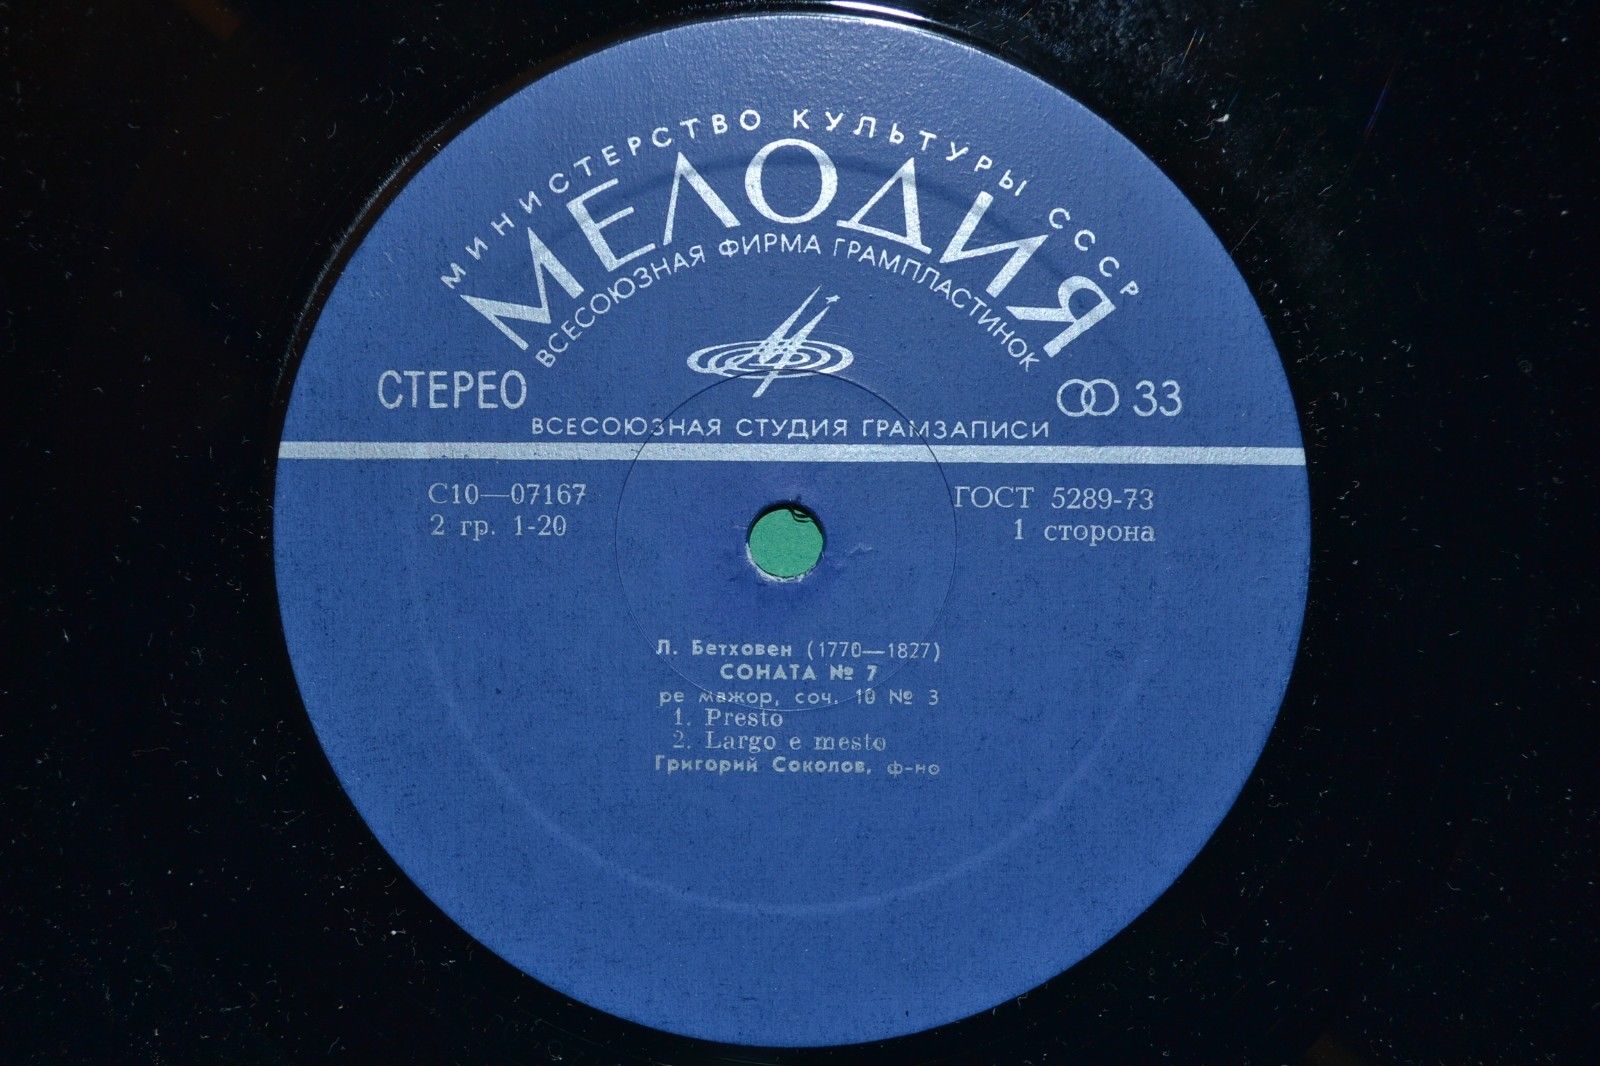 МИНИСТЕРСТВО КУЛЬТУРЫ СССР
МЕЛОДИЯ
ВСЕСОЮЗНАЯ ФИРМА ГРАМПЛАСТИНОК
СТЕРЕО
33
ВСЕСОЮЗНАЯ СТУДИЯ ГРАМЗАПИСИ
С10—07167
2 гр. 1-20
ГОСТ 5289-73
1 сторона
Л. Бетховен (1770—1827)
СОНАТА № 7
ре мажор, соч. 10 № 3
1. Presto
2. Largo e mesto
Григорий Соколов, ф-но